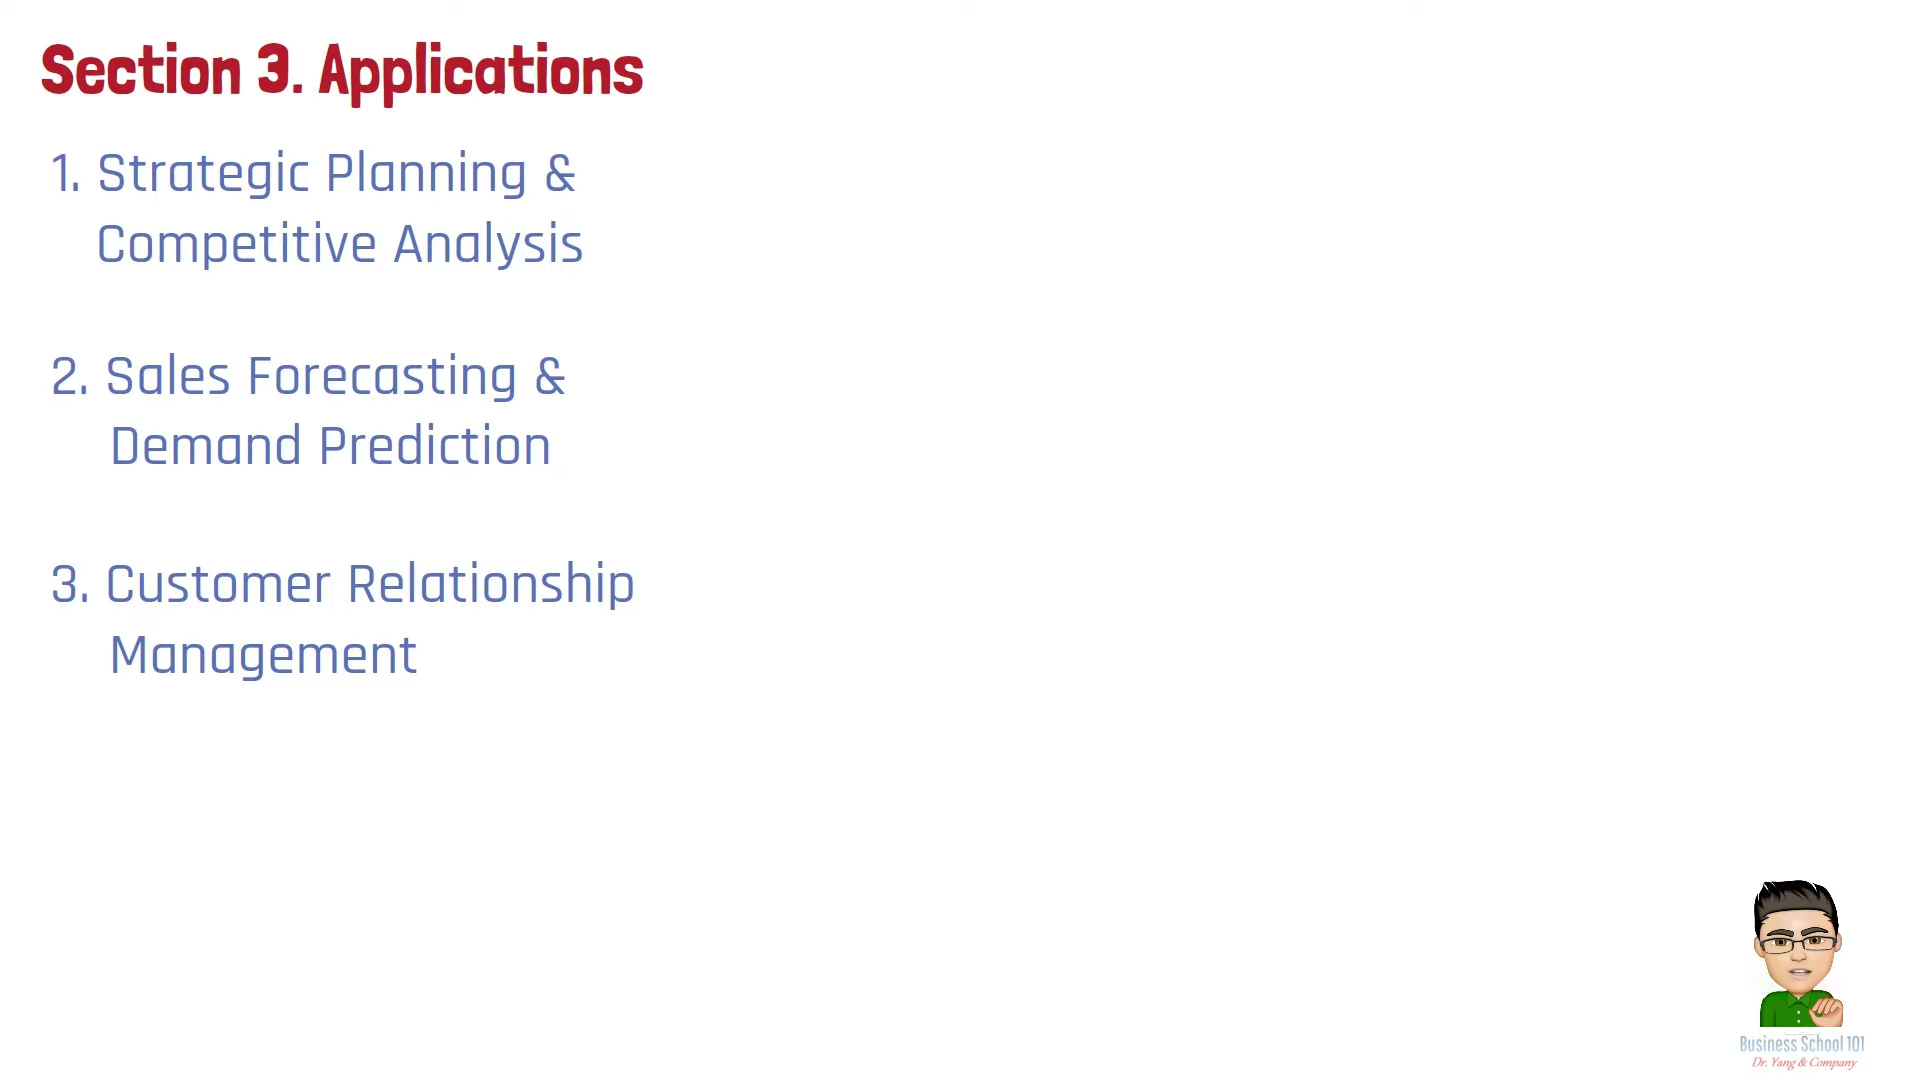 Section 3. Applications
1. Strategic Planning &
Competitive Analysis
2. Sales Forecasting &
Demand Prediction
3. Customer Relationship
Management
Business School 101
Dr. Yang & Company